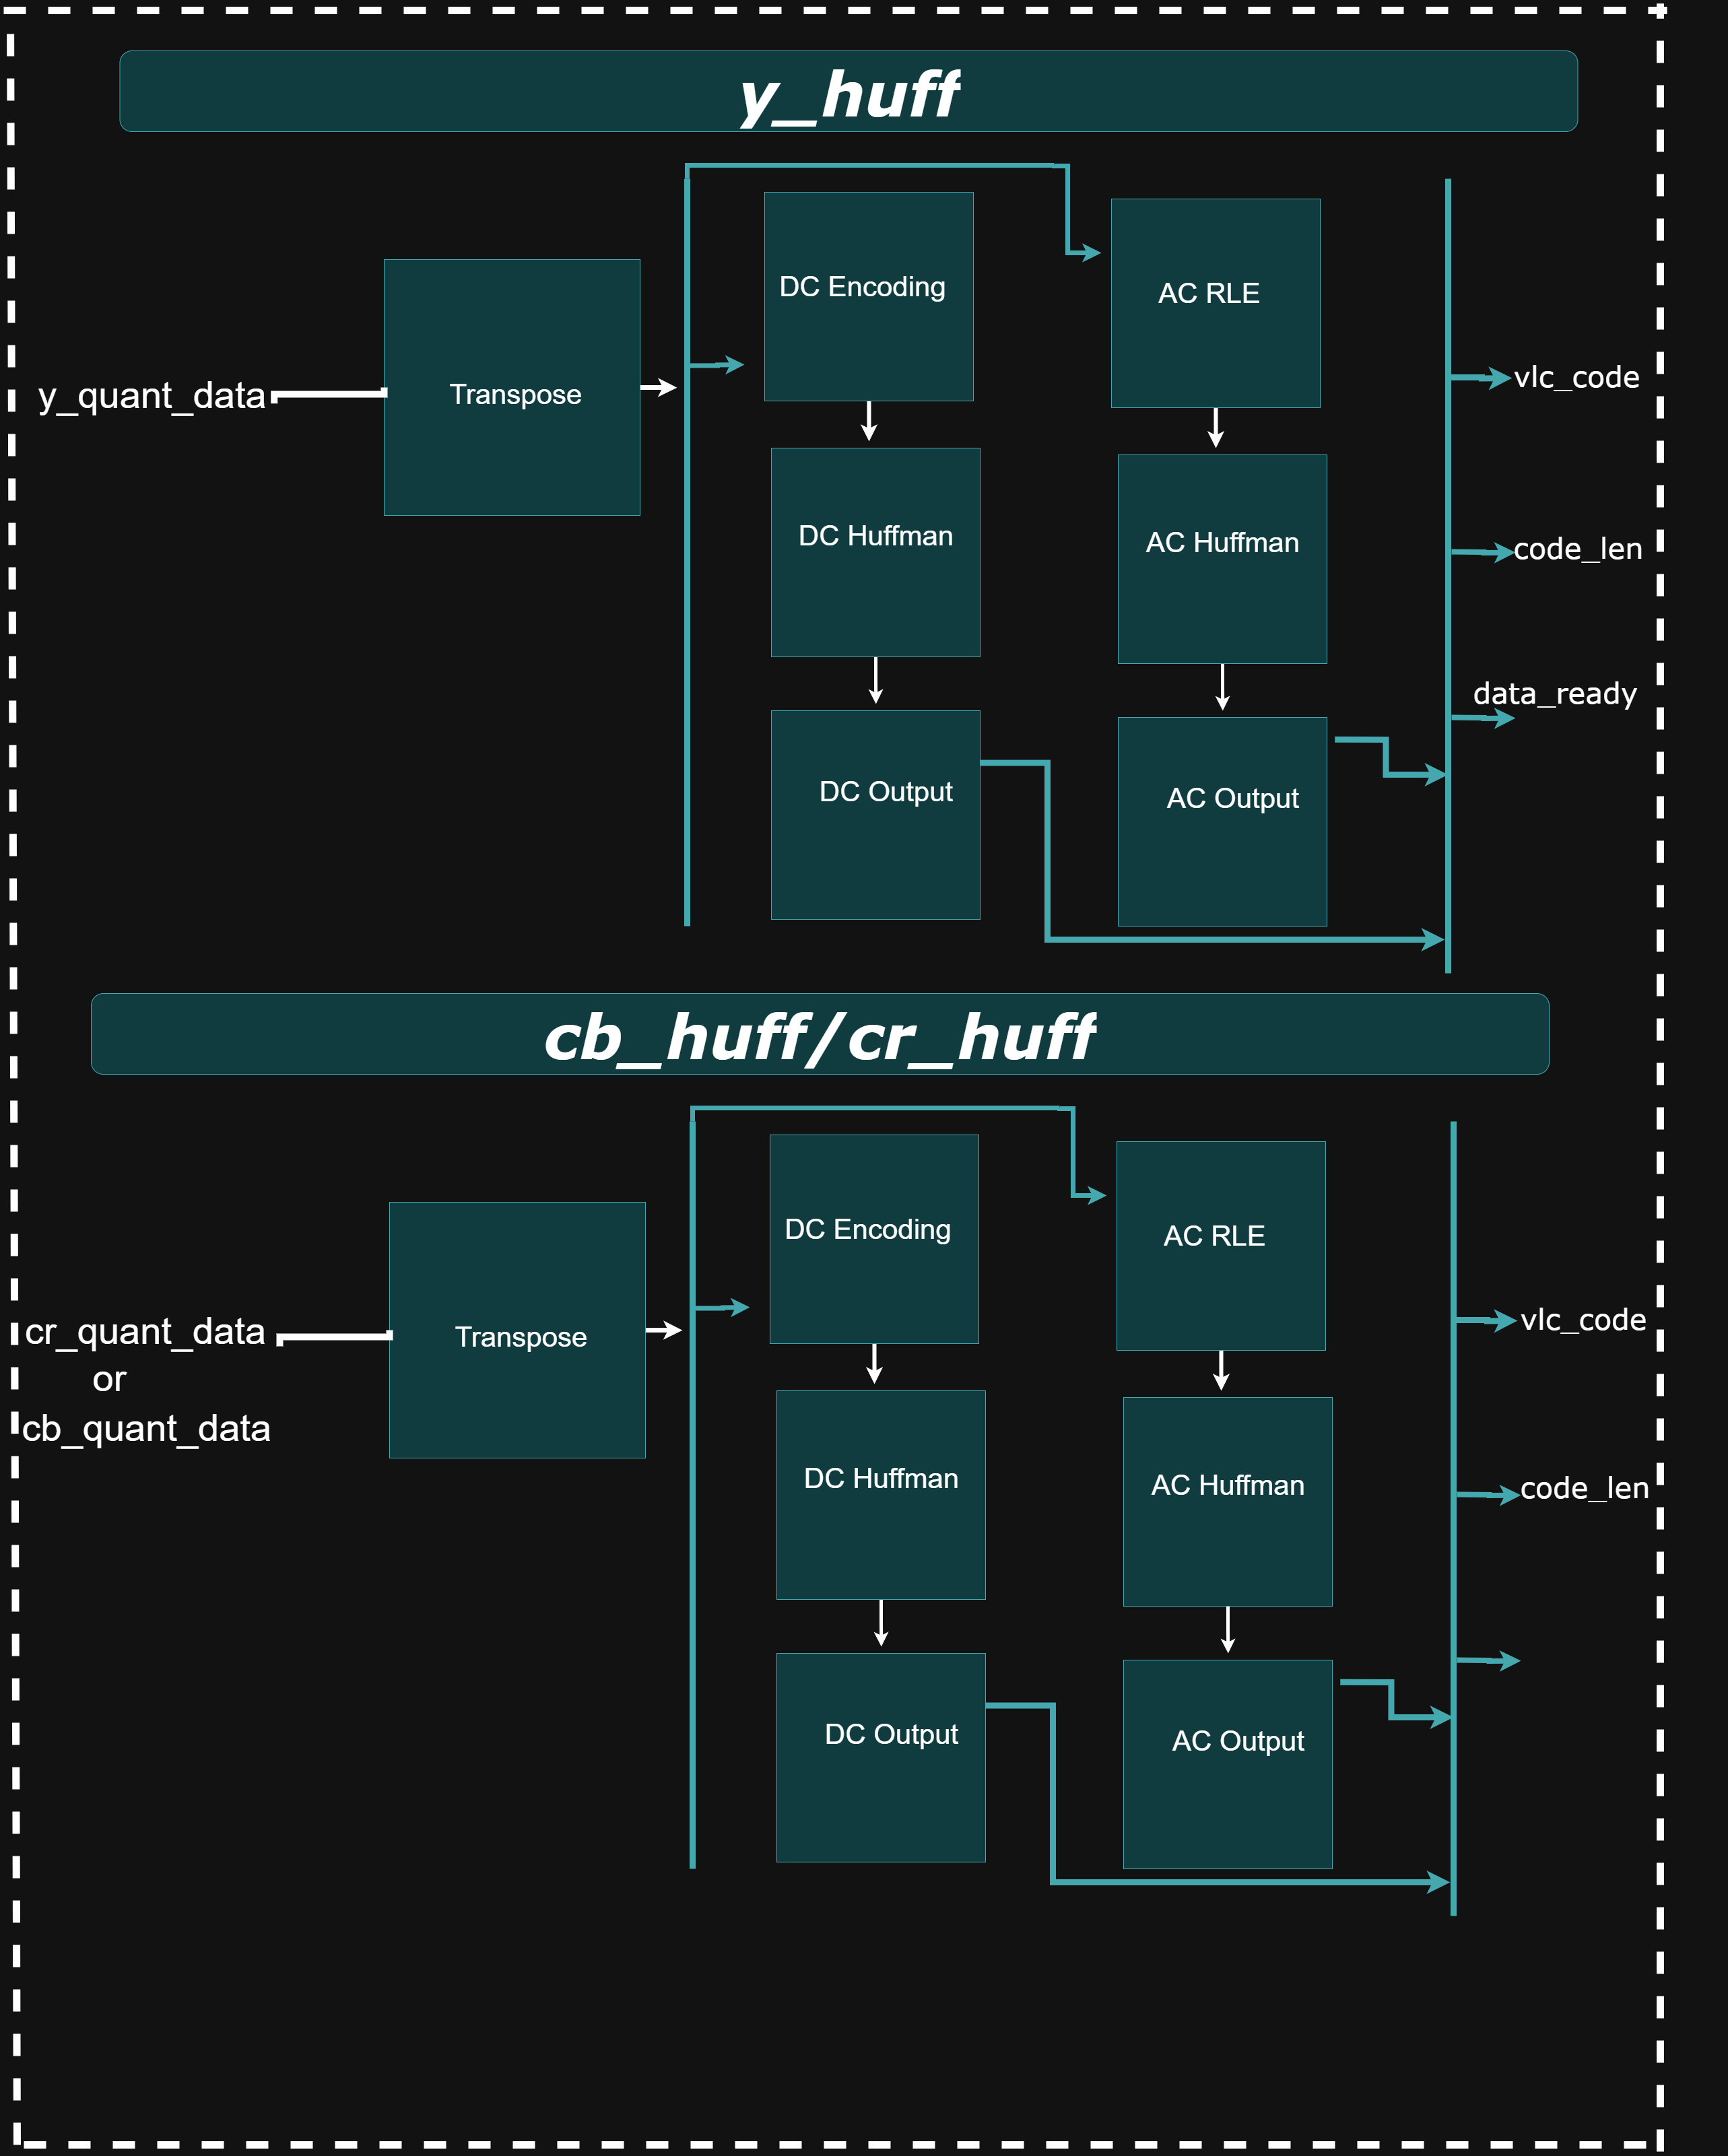 y_huff
DC Encoding
AC RLE
y_quant_data
Transpose
vlc_code
DC Huffman
AC Huffman
code_len
data_ready
DC Output
AC Output
cb_huff/cr_huff
DC Encoding
AC RLE
cr_quant_data
or
cb_quant_data
Transpose
vlc_code
DC Huffman
AC Huffman
code_len
DC Output
AC Output